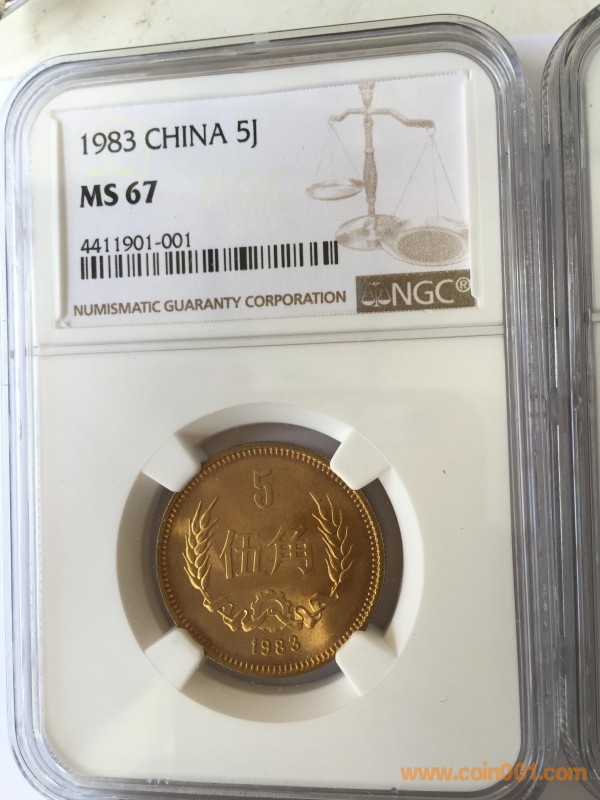 1983 CHINA 5J
MS 67
4411901-001
NUMISMATIC GUARANTY CORPORATION
NGC®
5
伍角
1983
www.coin001.com